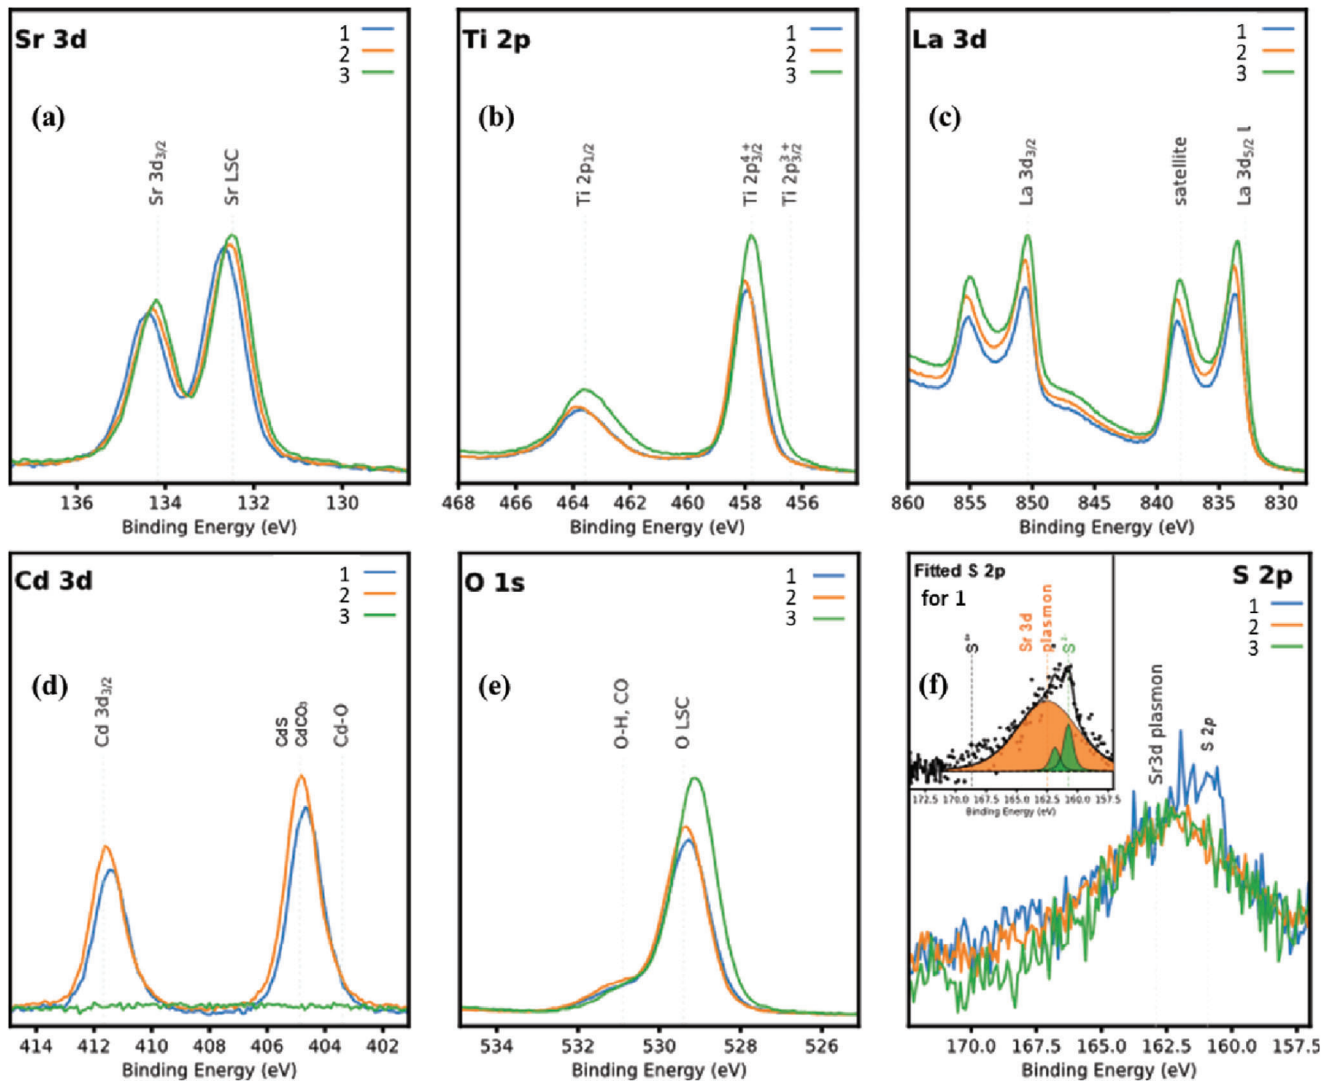 Sr 3d
1
2
3
(a)
Sr 3d3/2
Sr LSC
136 134 132 130
Binding Energy (eV)
Ti 2p
1
2
3
(b)
Ti 2p1/2
Ti 2p4+3/2
Ti 2p3+3/2
468 466 464 462 460 458 456
Binding Energy (eV)
La 3d
1
2
3
(c)
La 3d3/2
satellite
La 3d5/2 l
860 855 850 845 840 835 830
Binding Energy (eV)
Cd 3d
1
2
3
(d)
Cd 3d3/2
CdS
CdCO3
Cd-O
414 412 410 408 406 404 402
Binding Energy (eV)
O 1s
1
2
3
(e)
O-H, CO
O LSC
534 532 530 528 526
Binding Energy (eV)
S 2p
1
2
3
(f)
Fitted S 2p
for 1
Sr 3d
plasmon
172.5 170.0 167.5 165.0 162.5 160.0 157.5
Binding Energy (eV)
Sr3d plasmon
S 2p
170.0 167.5 165.0 162.5 160.0 157.5
Binding Energy (eV)